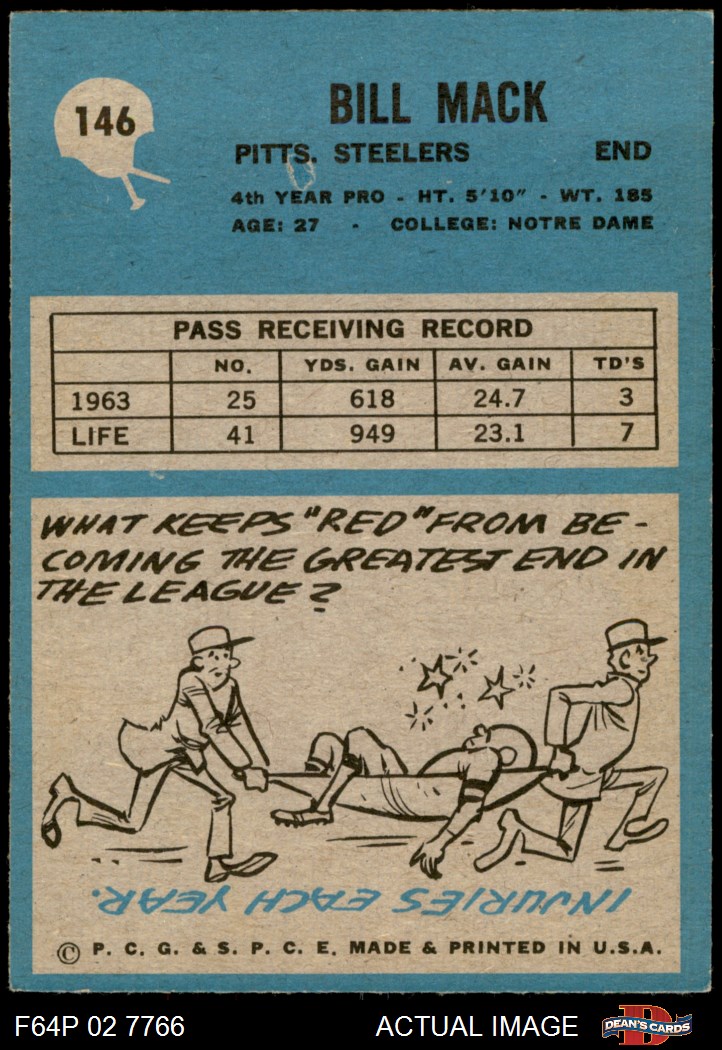 146
BILL MACK
PITTS. STEELERS END
4th YEAR PRO - HT. 5'10" - WT. 185
AGE: 27 - COLLEGE: NOTRE DAME
PASS RECEIVING RECORD
NO. YDS. GAIN AV. GAIN TD'S
1963 25 618 24.7 3
LIFE 41 949 23.1 7
WHAT KEEPS "RED" FROM BE-
COMING THE GREATEST END IN
THE LEAGUE?
INJURIES EACH YEAR.
© P. C. G. & S. P. C. E. MADE & PRINTED IN U.S.A.
F64P 02 7766 ACTUAL IMAGE D DEAN'S CARDS